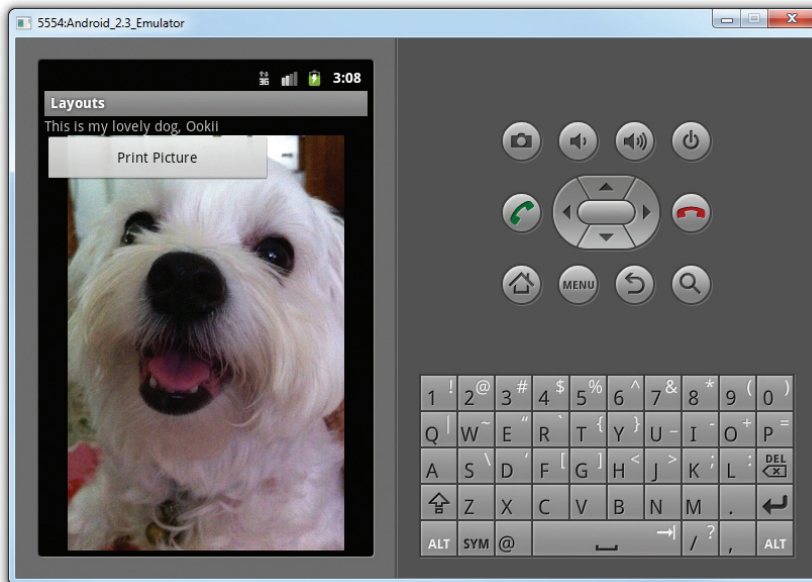 5554:Android_2.3_Emulator
3G 3:08
Layouts
This is my lovely dog, Ookii
Print Picture
MENU
1 ! 2 @ 3 # 4 $ 5 % 6 ^ 7 & 8 * 9 ( 0 )
Q | W ~ E “ R ` T { Y } U _ I - O + P =
A S \ D ‘ F [ G ] H < J > K ; L : DEL
Z X C V B N M .
ALT SYM @ / ? , ALT